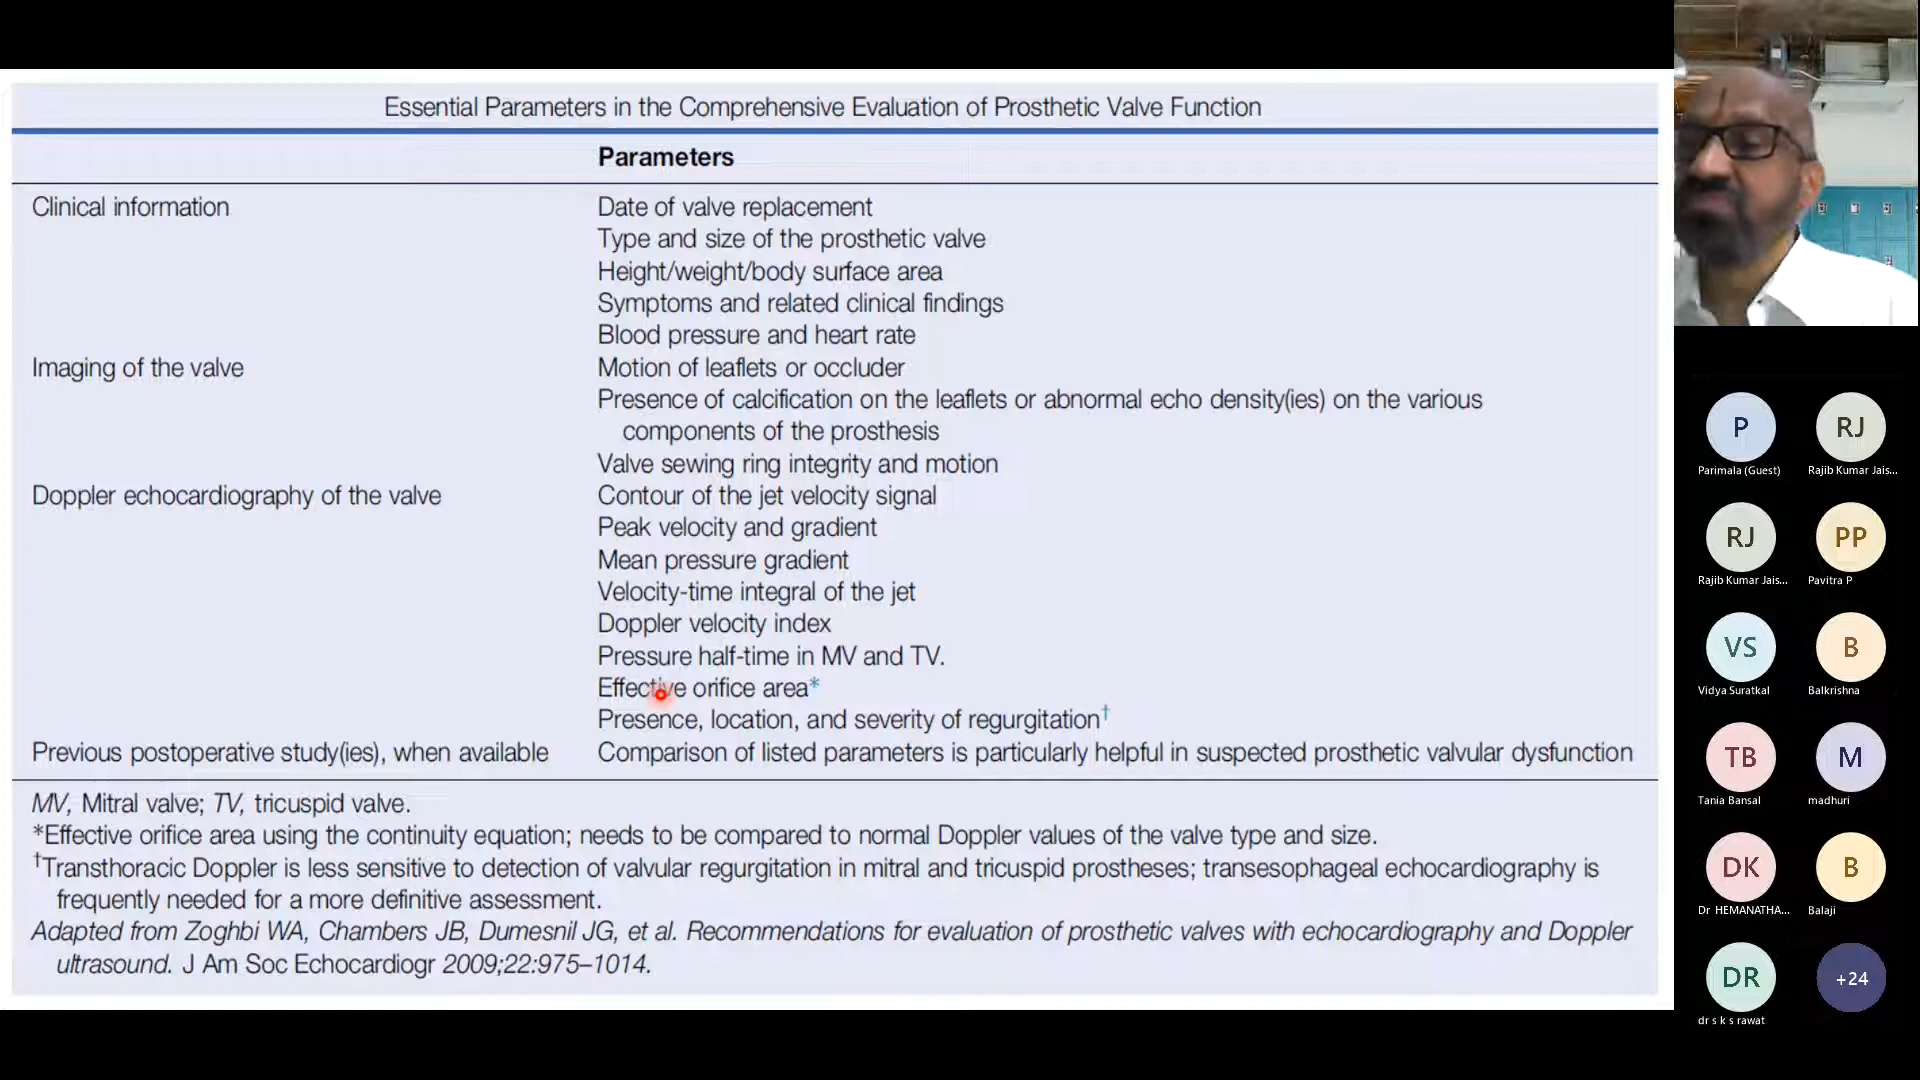 Essential Parameters in the Comprehensive Evaluation of Prosthetic Valve Function
Parameters
Clinical information
Date of valve replacement
Type and size of the prosthetic valve
Height/weight/body surface area
Symptoms and related clinical findings
Blood pressure and heart rate
Imaging of the valve
Motion of leaflets or occluder
Presence of calcification on the leaflets or abnormal echo density(ies) on the various
components of the prosthesis
Valve sewing ring integrity and motion
Doppler echocardiography of the valve
Contour of the jet velocity signal
Peak velocity and gradient
Mean pressure gradient
Velocity-time integral of the jet
Doppler velocity index
Pressure half-time in MV and TV.
Effective orifice area*
Presence, location, and severity of regurgitation†
Previous postoperative study(ies), when available
Comparison of listed parameters is particularly helpful in suspected prosthetic valvular dysfunction
MV, Mitral valve; TV, tricuspid valve.
*Effective orifice area using the continuity equation; needs to be compared to normal Doppler values of the valve type and size.
†Transthoracic Doppler is less sensitive to detection of valvular regurgitation in mitral and tricuspid prostheses; transesophageal echocardiography is
frequently needed for a more definitive assessment.
Adapted from Zoghbi WA, Chambers JB, Dumesnil JG, et al. Recommendations for evaluation of prosthetic valves with echocardiography and Doppler
ultrasound. J Am Soc Echocardiogr 2009;22:975–1014.
P
Parimala (Guest)
RJ
Rajib Kumar Jais...
RJ
Rajib Kumar Jais...
PP
Pavitra P
VS
Vidya Suratkal
B
Balkrishna
TB
Tania Bansal
M
madhuri
DK
Dr HEMANATHA...
B
Balaji
DR
dr s k s rawat
+24